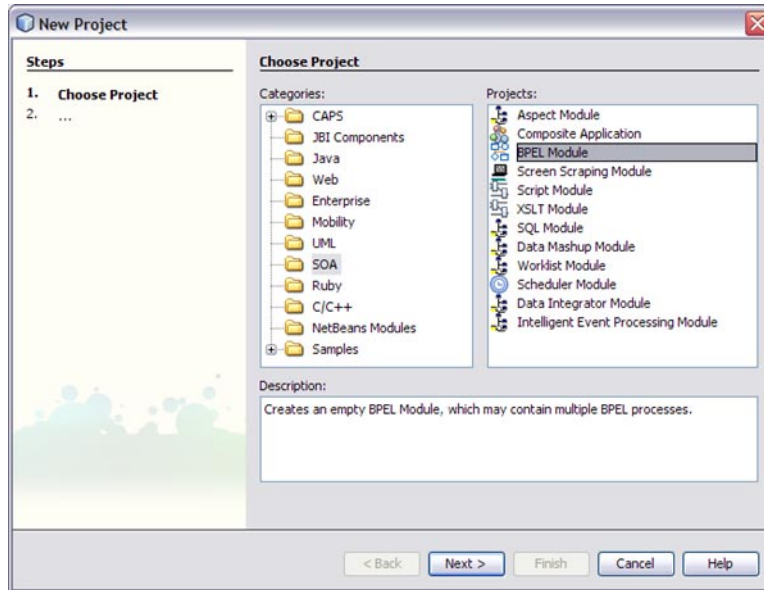 New Project
Steps
1. Choose Project
2. ...
Choose Project
Categories:
CAPS
JBI Components
Java
Web
Enterprise
Mobility
UML
SOA
Ruby
C/C++
NetBeans Modules
Samples
Projects:
Aspect Module
Composite Application
BPEL Module
Screen Scraping Module
Script Module
XSLT Module
SQL Module
Data Mashup Module
Worklist Module
Scheduler Module
Data Integrator Module
Intelligent Event Processing Module
Description:
Creates an empty BPEL Module, which may contain multiple BPEL processes.
< Back Next > Finish Cancel Help